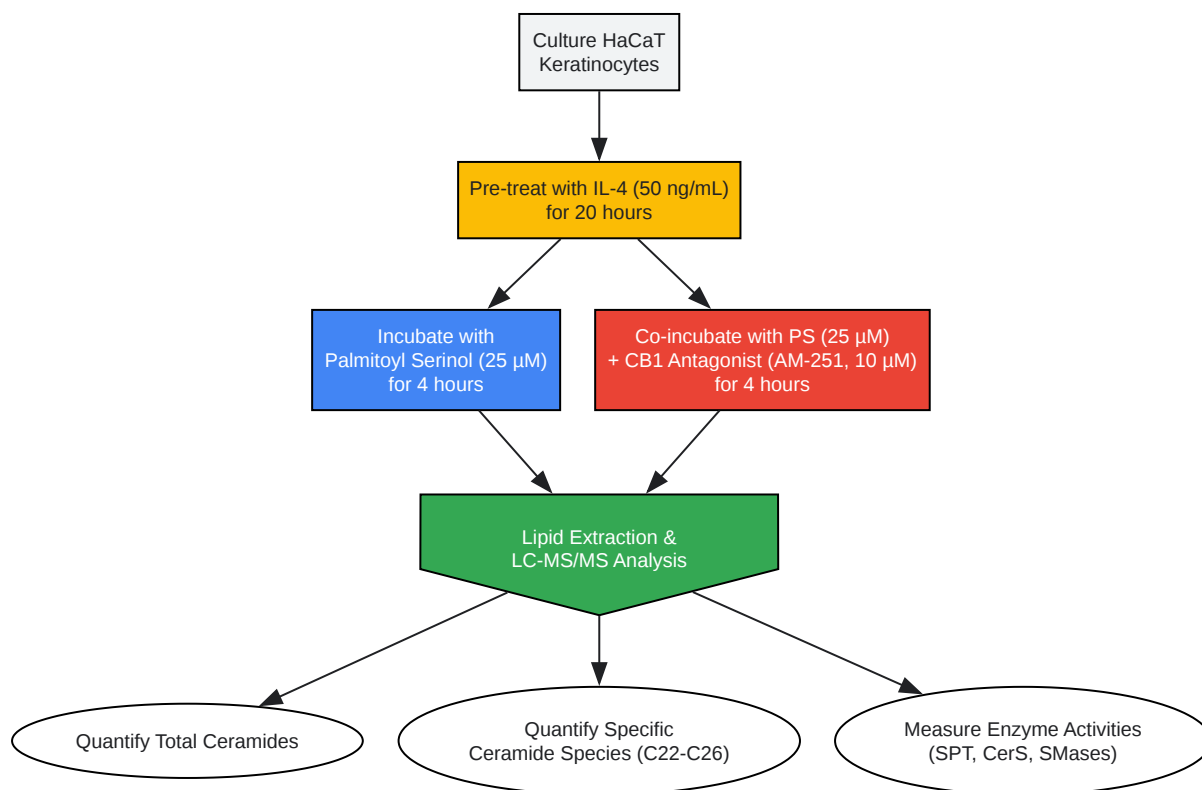 Culture HaCaT
Keratinocytes
Pre-treat with IL-4 (50 ng/mL)
for 20 hours
Incubate with
Palmitoyl Serinol (25 µM)
for 4 hours
Co-incubate with PS (25 µM)
+ CB1 Antagonist (AM-251, 10 µM)
for 4 hours
Lipid Extraction &
LC-MS/MS Analysis
Quantify Total Ceramides
Quantify Specific
Ceramide Species (C22-C26)
Measure Enzyme Activities
(SPT, CerS, SMases)